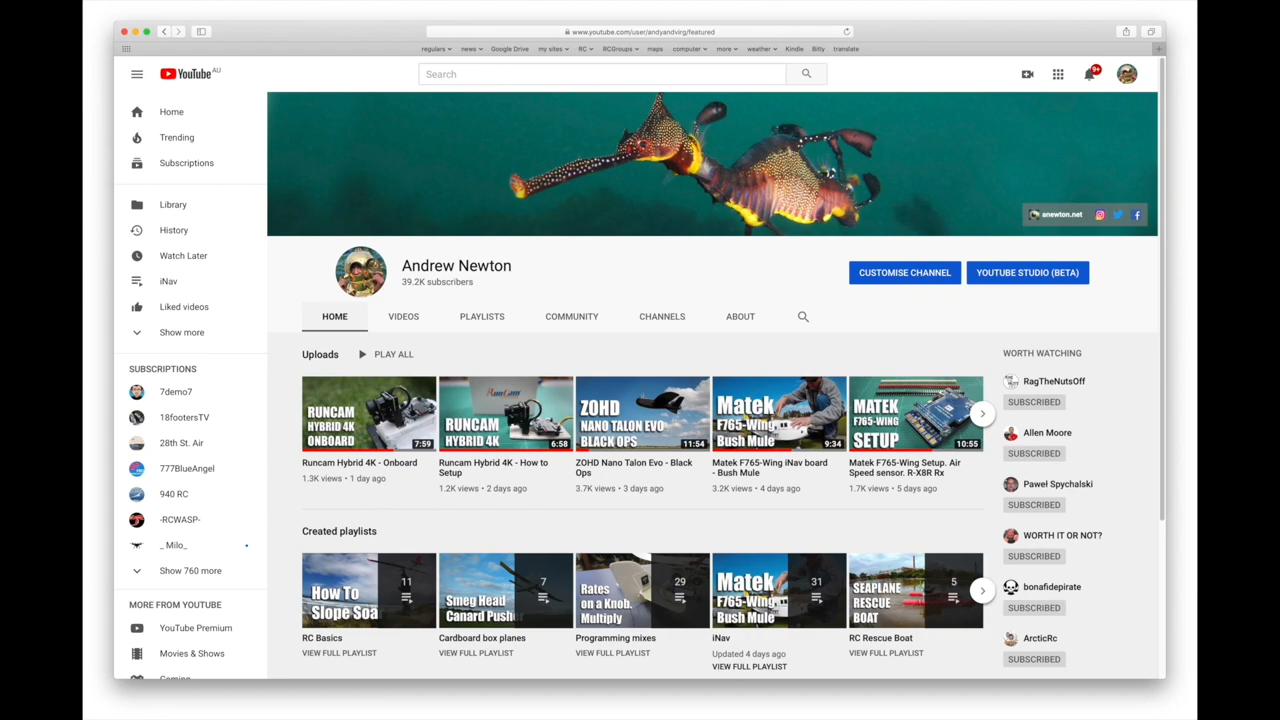 www.youtube.com/user/andyandvirg/featured
regulars news Google Drive my sites RC RCGroups maps computer more weather Kindle Bitty translate
YouTube AU
Search
9+
Home
Trending
Subscriptions
Library
History
Watch Later
iNav
Liked videos
Show more
SUBSCRIPTIONS
7demo7
18footersTV
28th St. Air
777BlueAngel
940 RC
-RCWASP-
_ Milo_
Show 760 more
MORE FROM YOUTUBE
YouTube Premium
Movies & Shows
anewton.net
Andrew Newton
39.2K subscribers
CUSTOMISE CHANNEL
YOUTUBE STUDIO (BETA)
HOME VIDEOS PLAYLISTS COMMUNITY CHANNELS ABOUT
Uploads PLAY ALL
RUNCAM
HYBRID 4K
ONBOARD
7:59
Runcam Hybrid 4K - Onboard
1.3K views • 1 day ago
RunCam
RUNCAM
HYBRID 4K
6:58
Runcam Hybrid 4K - How to
Setup
1.2K views • 2 days ago
ZOHD
NANO TALON EVO
BLACK OPS
11:54
ZOHD Nano Talon Evo - Black
Ops
3.7K views • 3 days ago
Matek
F765-Wing
Bush Mule
9:34
Matek F765-Wing iNav board
- Bush Mule
3.2K views • 4 days ago
MATEK
F765-WING
SETUP
10:55
Matek F765-Wing Setup. Air
Speed sensor. R-X8R Rx
1.7K views • 5 days ago
Created playlists
How To
Slope Soa
11
RC Basics
VIEW FULL PLAYLIST
Smeg Head
Canard Pushe
7
Cardboard box planes
VIEW FULL PLAYLIST
Rates
on a Knob.
Multiply
29
Programming mixes
VIEW FULL PLAYLIST
Matek
F765-Wing
Bush Mule
31
iNav
Updated 4 days ago
VIEW FULL PLAYLIST
SEAPLANE
RESCUE
BOAT
5
RC Rescue Boat
VIEW FULL PLAYLIST
WORTH WATCHING
RagTheNutsOff
SUBSCRIBED
Allen Moore
SUBSCRIBED
Paweł Spychalski
SUBSCRIBED
WORTH IT OR NOT?
SUBSCRIBED
bonafidepirate
SUBSCRIBED
ArcticRc
SUBSCRIBED